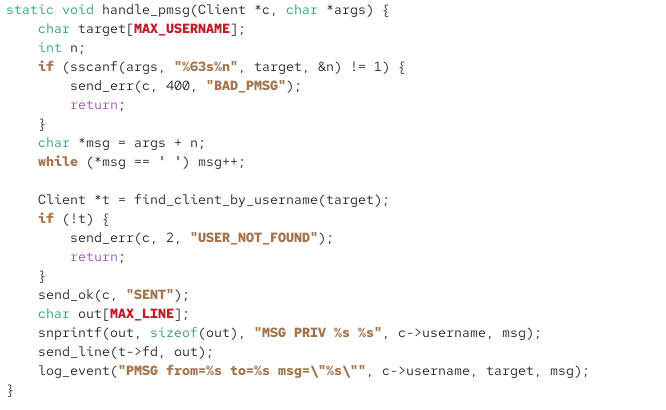 static void handle_pmsg(Client *c, char *args) {
    char target[MAX_USERNAME];
    int n;
    if (sscanf(args, "%63s%n", target, &n) != 1) {
        send_err(c, 400, "BAD_PMSG");
        return;
    }
    char *msg = args + n;
    while (*msg == ' ') msg++;

    Client *t = find_client_by_username(target);
    if (!t) {
        send_err(c, 2, "USER_NOT_FOUND");
        return;
    }
    send_ok(c, "SENT");
    char out[MAX_LINE];
    snprintf(out, sizeof(out), "MSG PRIV %s %s", c->username, msg);
    send_line(t->fd, out);
    log_event("PMSG from=%s to=%s msg=\"%s\"", c->username, target, msg);
}